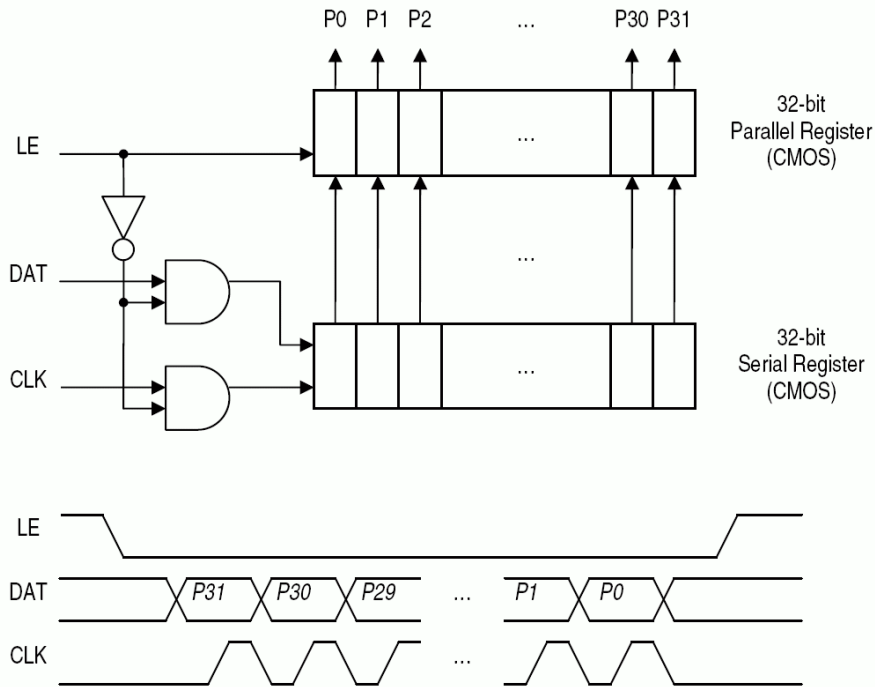 P0 P1 P2 ... P30 P31
LE
...
32-bit
Parallel Register
(CMOS)
DAT
...
CLK
...
32-bit
Serial Register
(CMOS)
LE
DAT P31 P30 P29 ... P1 P0
CLK ...